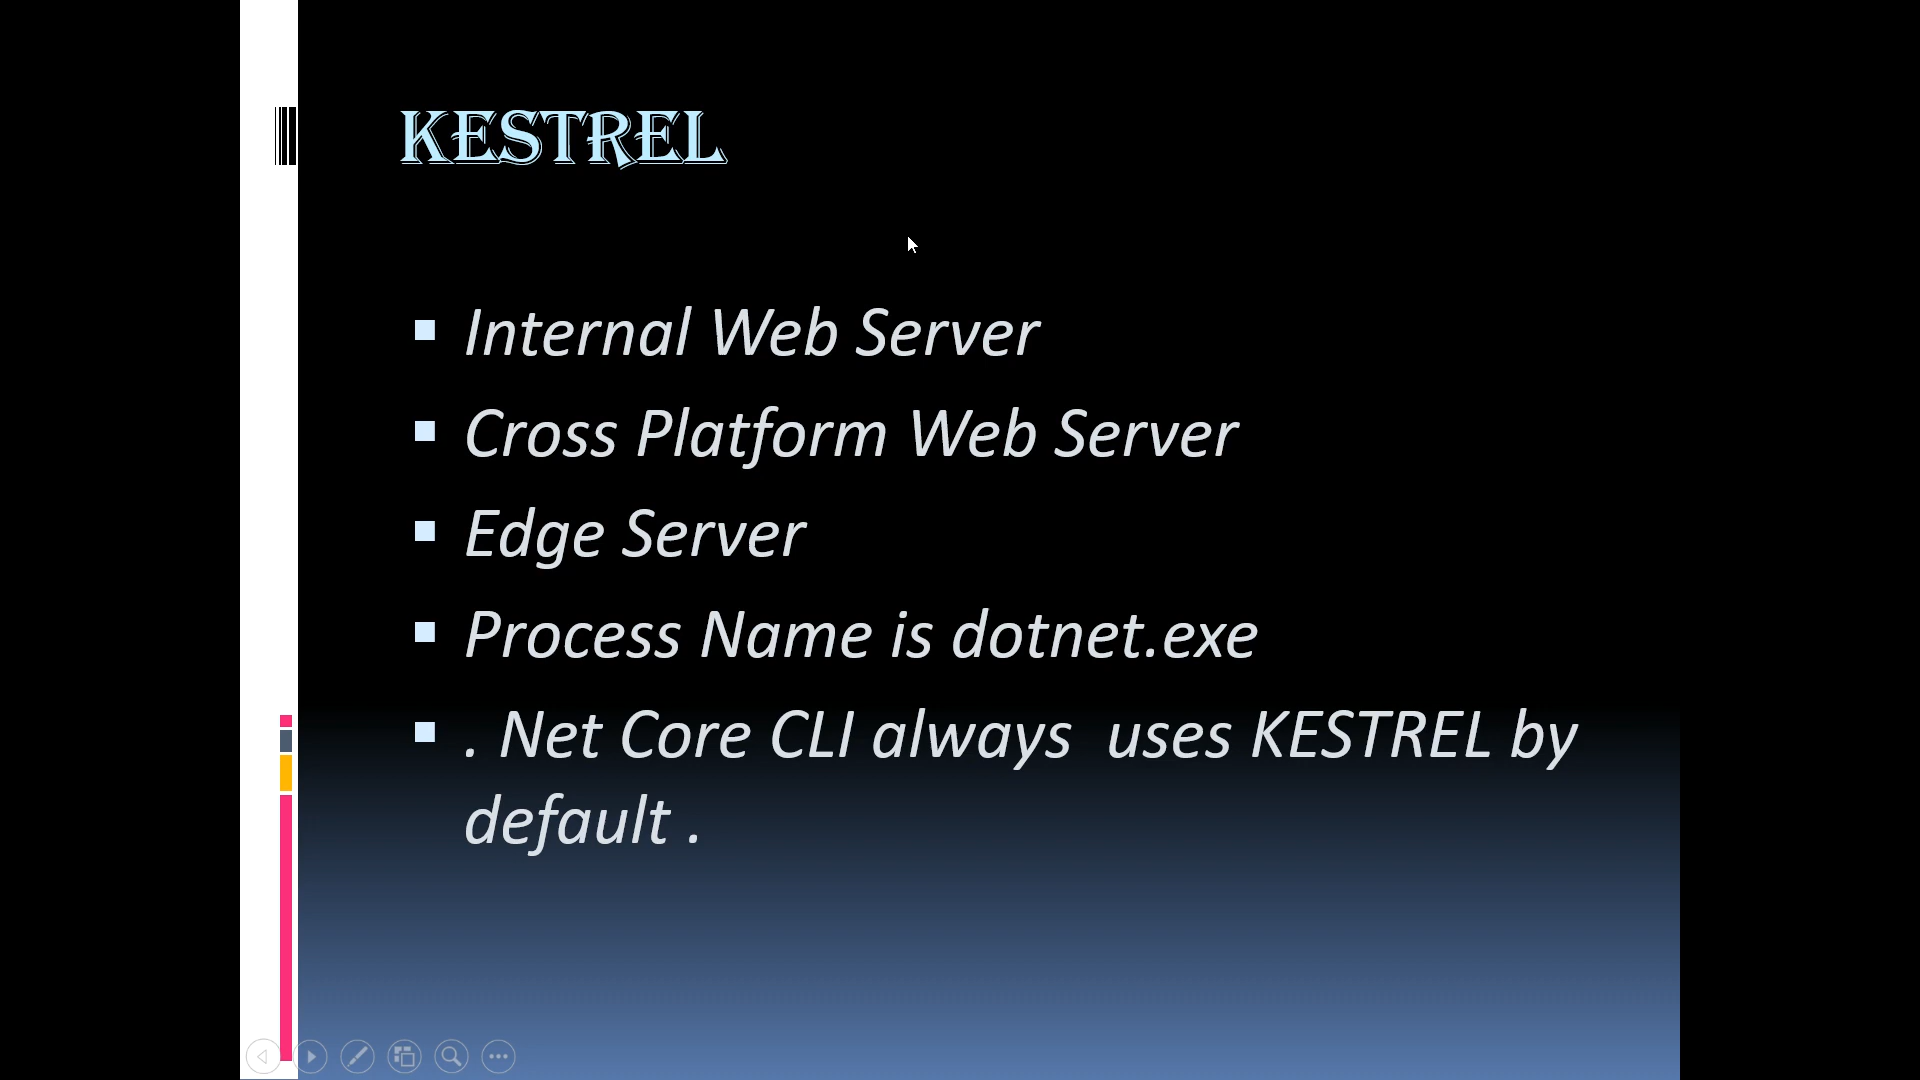 KESTREL
Internal Web Server
Cross Platform Web Server
Edge Server
Process Name is dotnet.exe
. Net Core CLI always  uses KESTREL by
default .